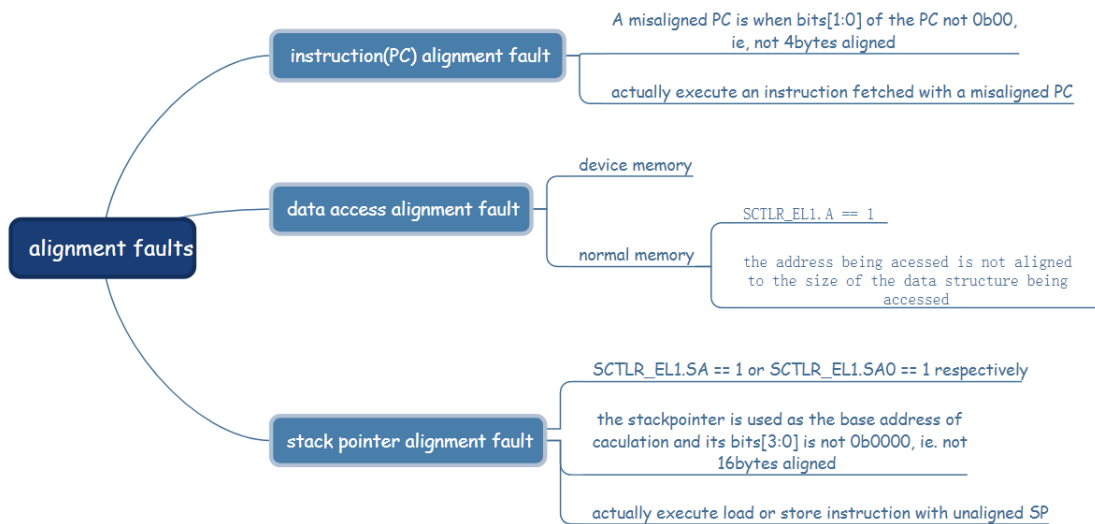 alignment faults
instruction(PC) alignment fault
A misaligned PC is when bits[1:0] of the PC not 0b00,
ie, not 4bytes aligned
actually execute an instruction fetched with a misaligned PC
data access alignment fault
device memory
normal memory
SCTLR_EL1.A == 1
the address being acessed is not aligned
to the size of the data structure being
accessed
stack pointer alignment fault
SCTLR_EL1.SA == 1 or SCTLR_EL1.SA0 == 1 respectively
the stackpointer is used as the base address of
caculation and its bits[3:0] is not 0b0000, ie. not
16bytes aligned
actually execute load or store instruction with unaligned SP